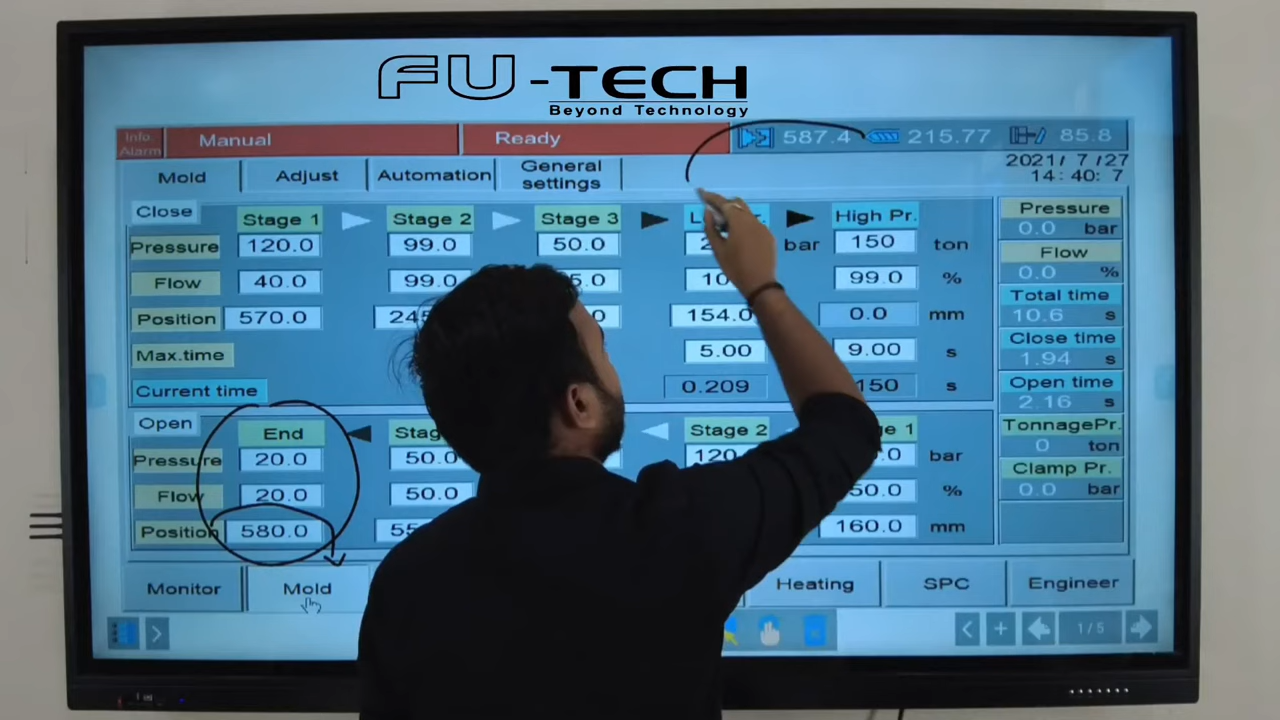 FU-TECH
Beyond Technology
Info. Alarm Manual Ready 587.4 215.77 85.8
2021/ 7 /27
14: 40: 7
Mold Adjust Automation General settings
Close Stage 1 Stage 2 Stage 3 High Pr.
Pressure 120.0 99.0 50.0 bar 150 ton
Flow 40.0 99.0 99.0 %
Position 570.0 154.0 0.0 mm
Max.time 5.00 9.00 s
Current time 0.209 s
Open End Stage 2
Pressure 20.0 50.0 bar
Flow 20.0 50.0 %
Position 580.0 160.0 mm
Pressure
0.0 bar
Flow
0.0 %
Total time
10.6 s
Close time
1.94 s
Open time
2.16 s
TonnagePr.
0 ton
Clamp Pr.
0.0 bar
Monitor Mold Heating SPC Engineer
1/5